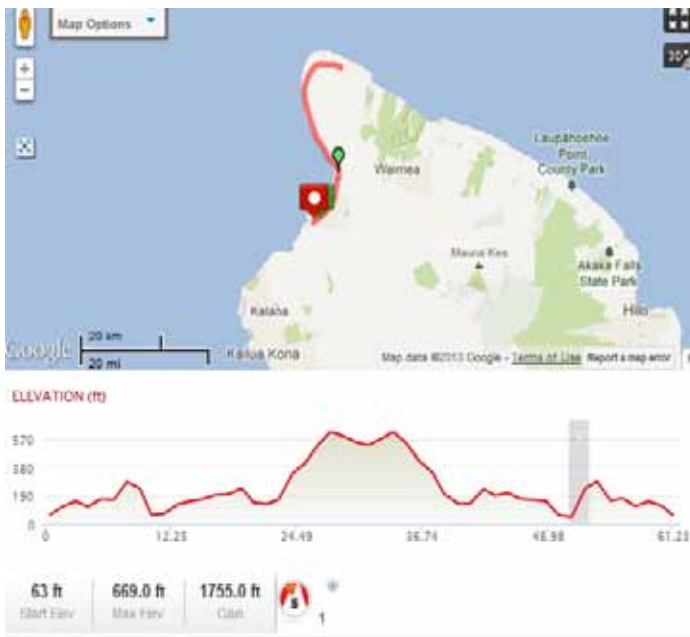 Map Options
3D
Laupahoehoe
Point
County Park
Waimea
Mauna Kea
Akaka Falls
State Park
Kalaoa
Hilo
20 km
Google
20 mi
Kailua Kona
Map data ©2013 Google - Terms of Use Report a map error
ELEVATION (ft)
570
380
190
0
0 12.25 24.49 36.74 48.98 61.23
63 ft 669.0 ft 1755.0 ft
Start Elev Max Elev Gain
5
1